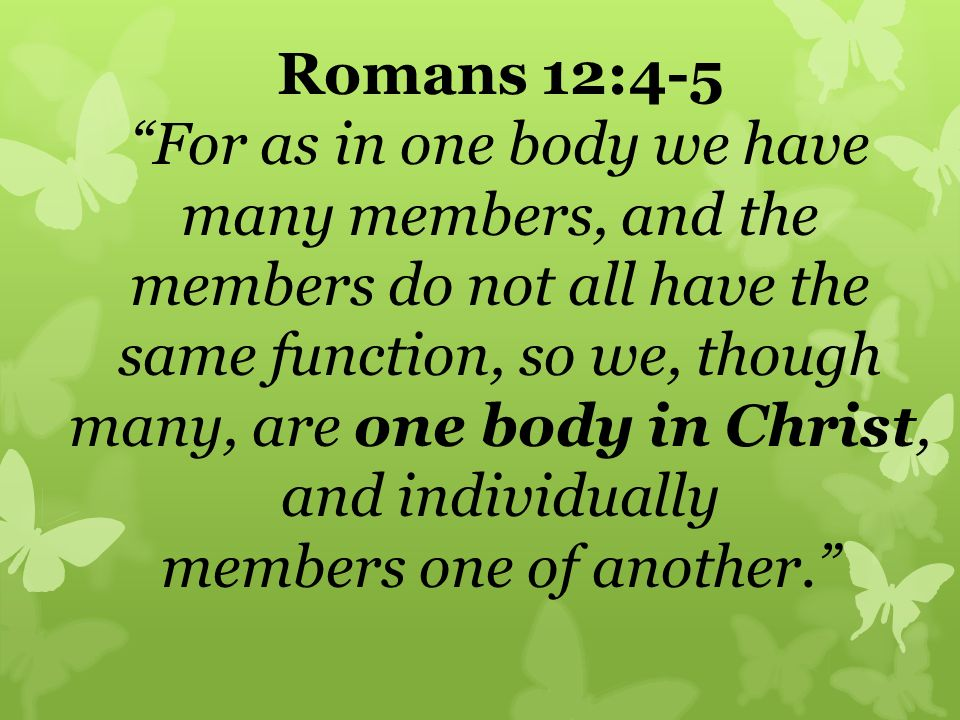 Romans 12:4-5
“For as in one body we have
many members, and the
members do not all have the
same function, so we, though
many, are one body in Christ,
and individually
members one of another.”